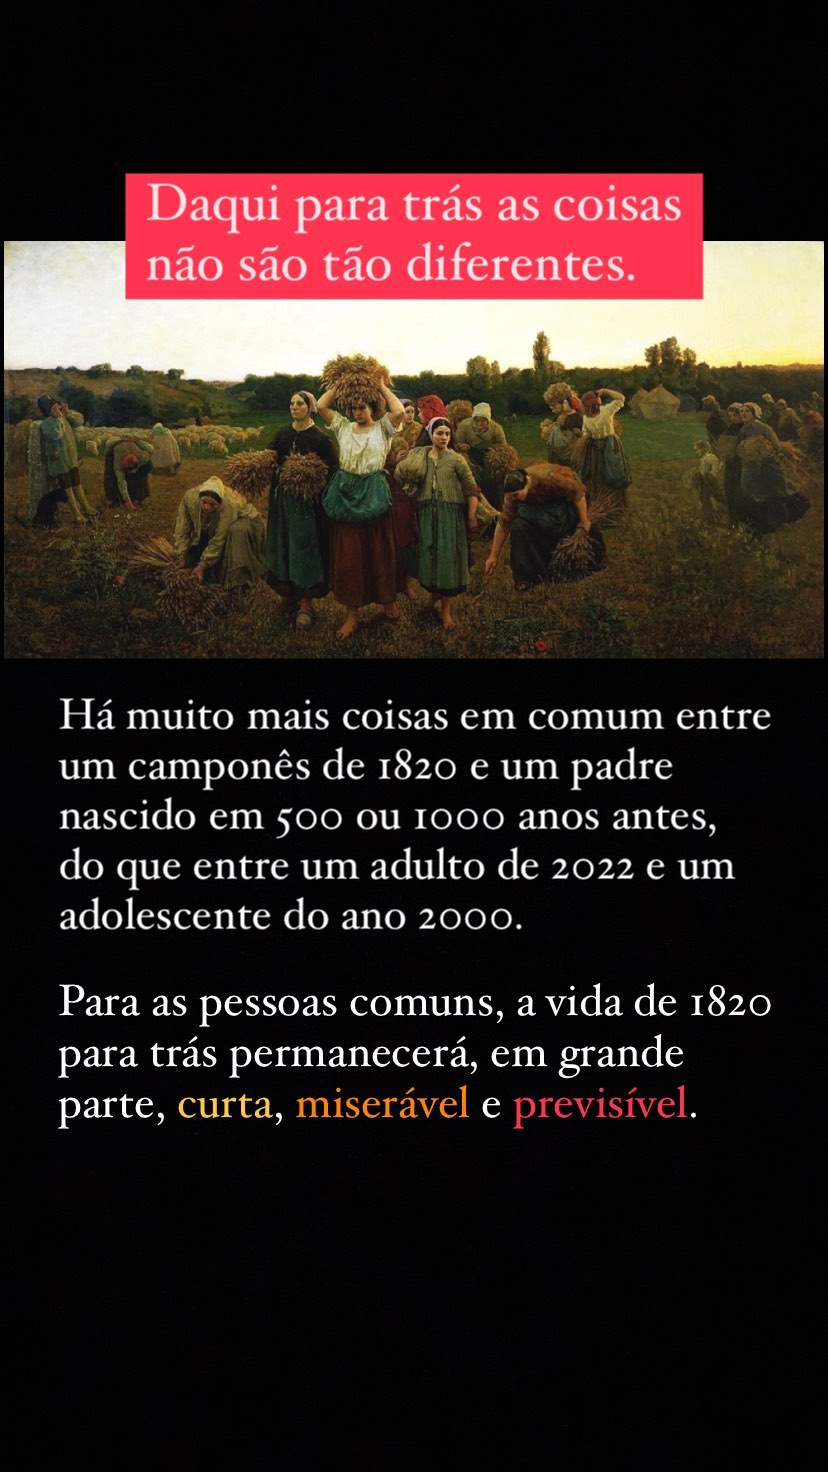 Daqui para trás as coisas
não são tão diferentes.
Há muito mais coisas em comum entre
um camponês de 1820 e um padre
nascido em 500 ou 1000 anos antes,
do que entre um adulto de 2022 e um
adolescente do ano 2000.
Para as pessoas comuns, a vida de 1820
para trás permanecerá, em grande
parte, curta, miserável e previsível.